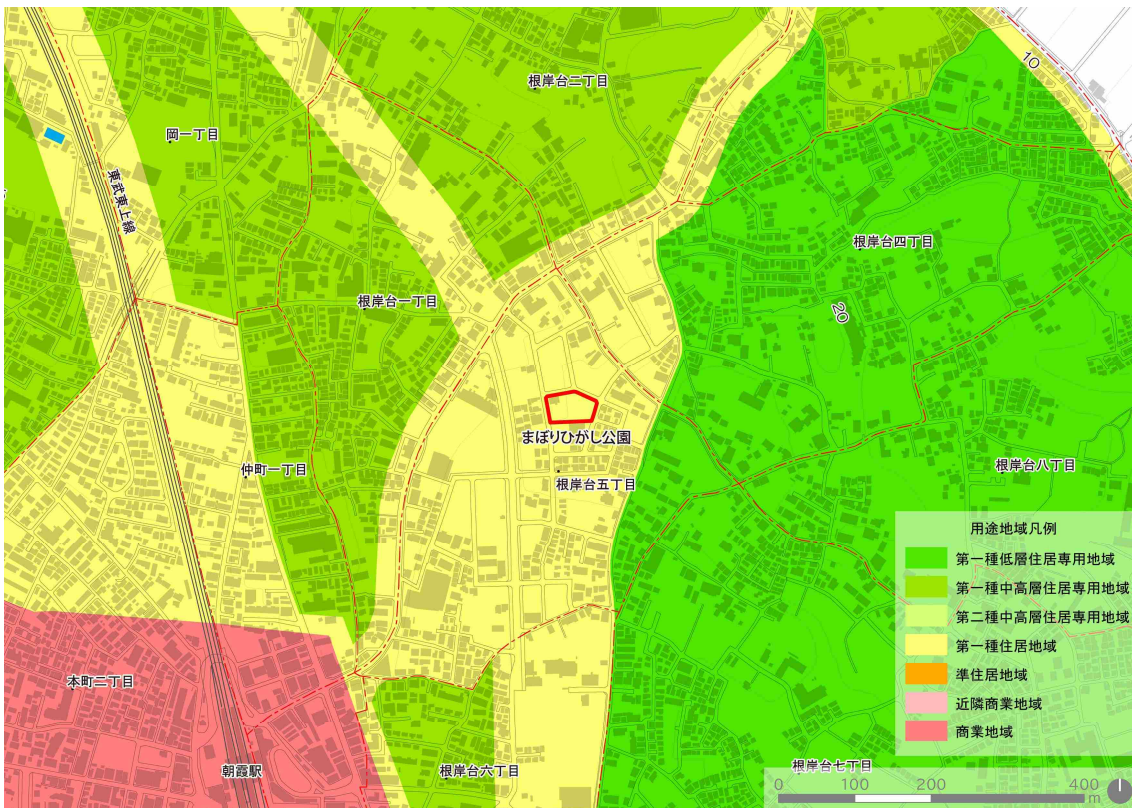 10
根岸台二丁目
岡一丁目
東武東上線
根岸台四丁目
根岸台一丁目
20
まぼりひがし公園
仲町一丁目
根岸台五丁目
根岸台八丁目
用途地域凡例
第一種低層住居専用地域
第一種中高層住居専用地域
第二種中高層住居専用地域
第一種住居地域
準住居地域
近隣商業地域
商業地域
本町二丁目
朝霞駅
根岸台六丁目
根岸台七丁目
0 100 200 400
m